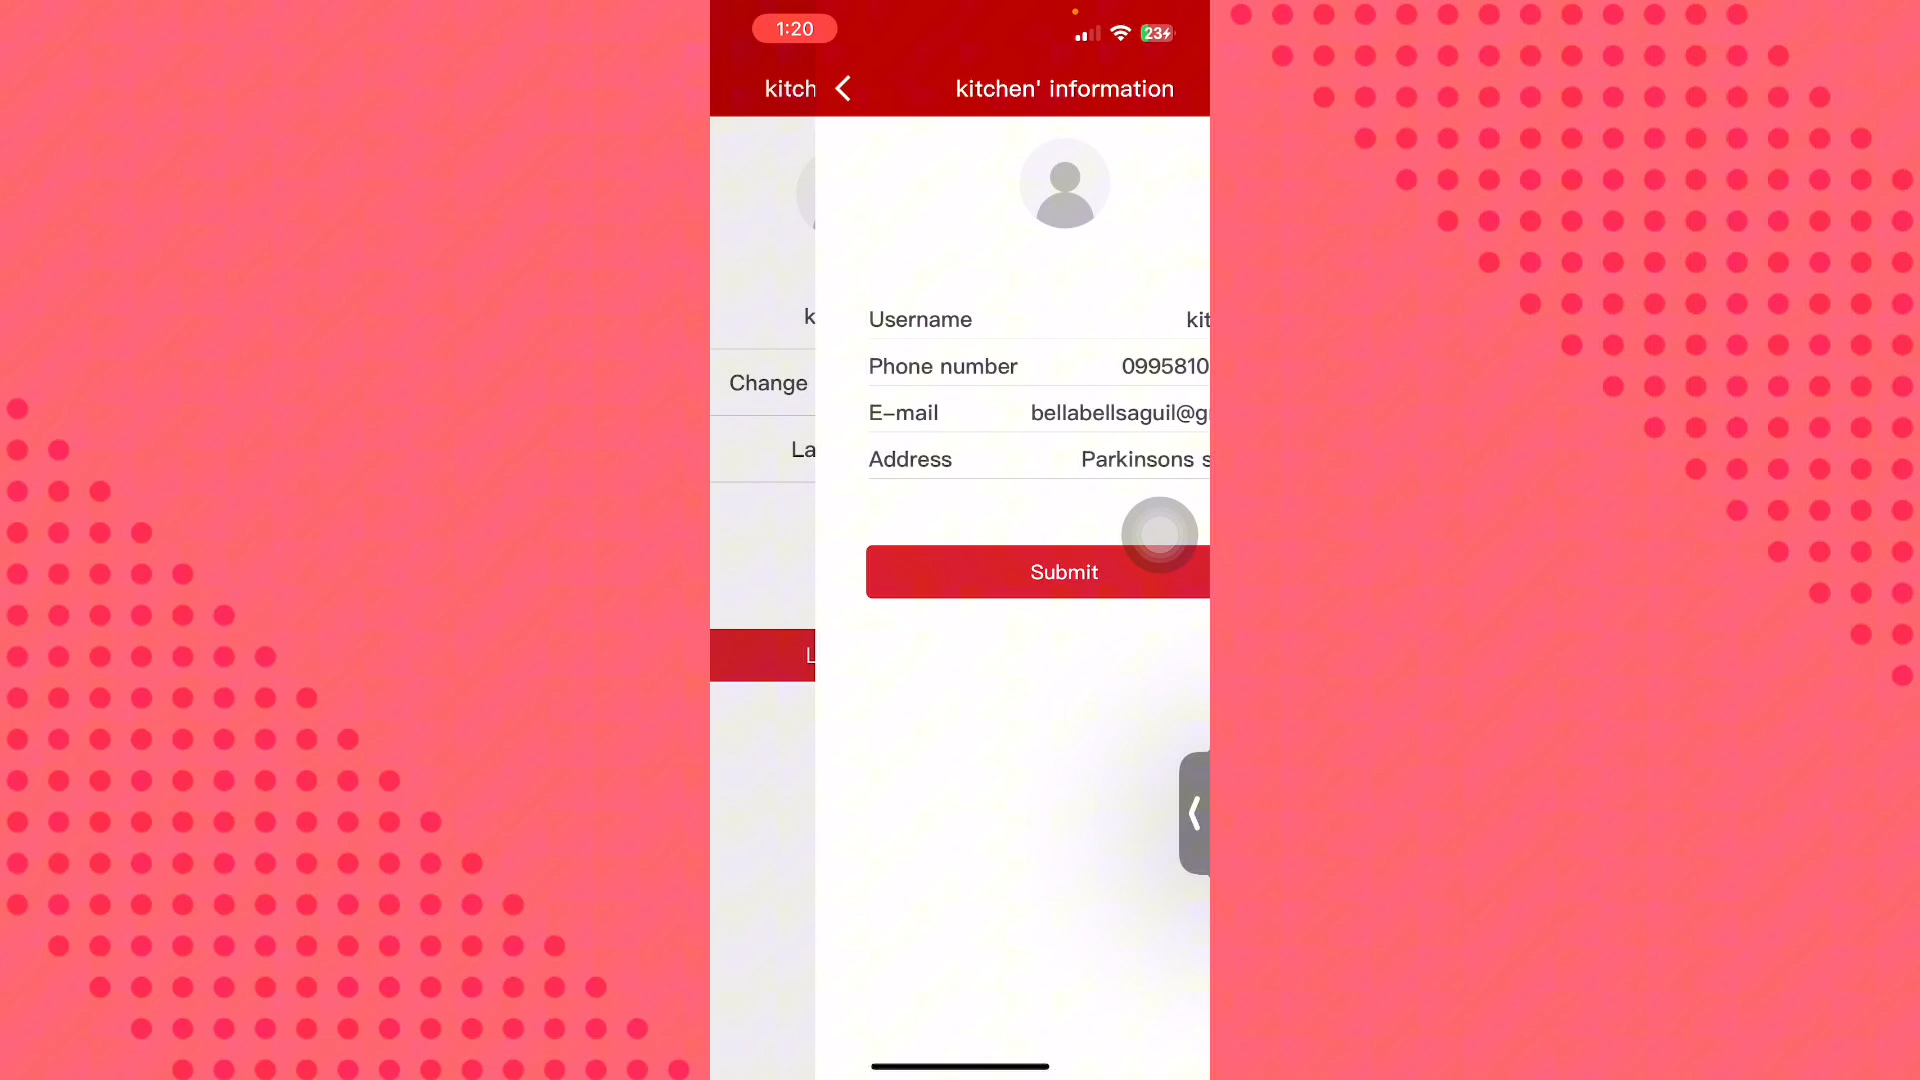 1:20
23
kitch
kitchen' information
Username
kit
Phone number
0995810
E-mail
bellabellsaguil@g
Address
Parkinsons s
Change
La
Submit